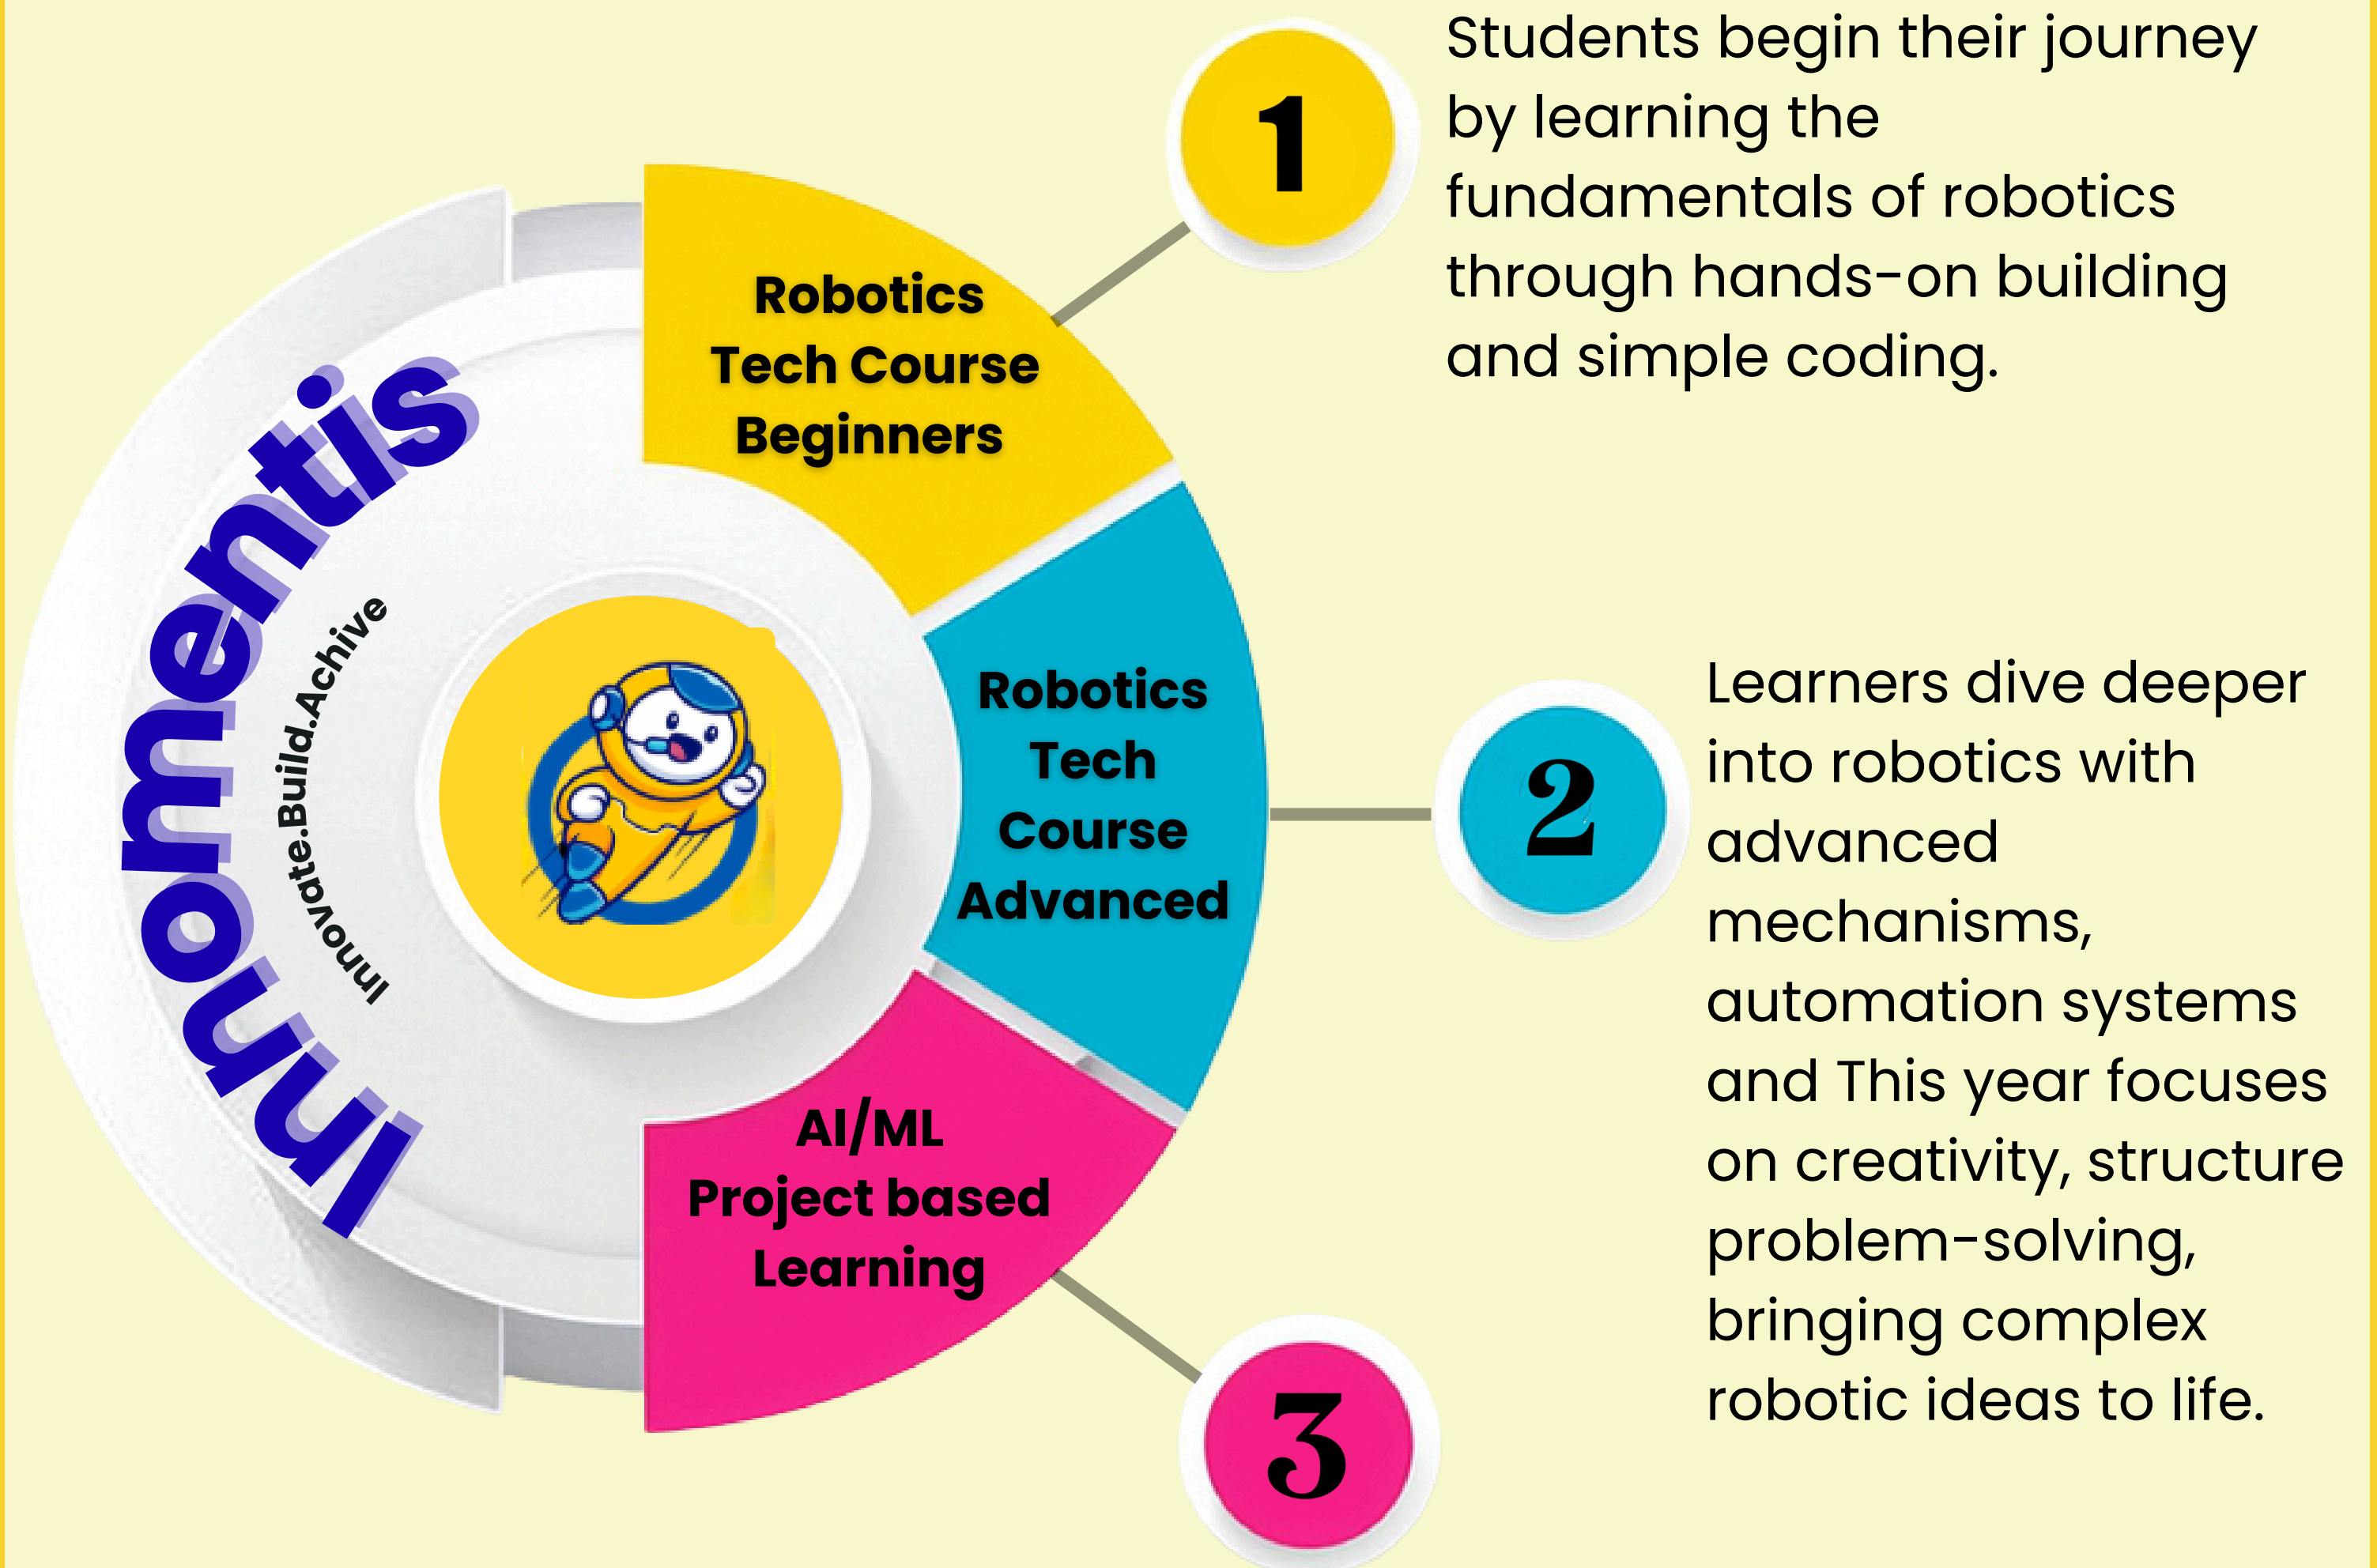 Innomentis
Innovate.Build.Achive
Robotics
Tech Course
Beginners
1
Students begin their journey
by learning the
fundamentals of robotics
through hands-on building
and simple coding.
Robotics
Tech
Course
Advanced
2
Learners dive deeper
into robotics with
advanced
mechanisms,
automation systems
and This year focuses
on creativity, structure
problem-solving,
bringing complex
robotic ideas to life.
AI/ML
Project based
Learning
3